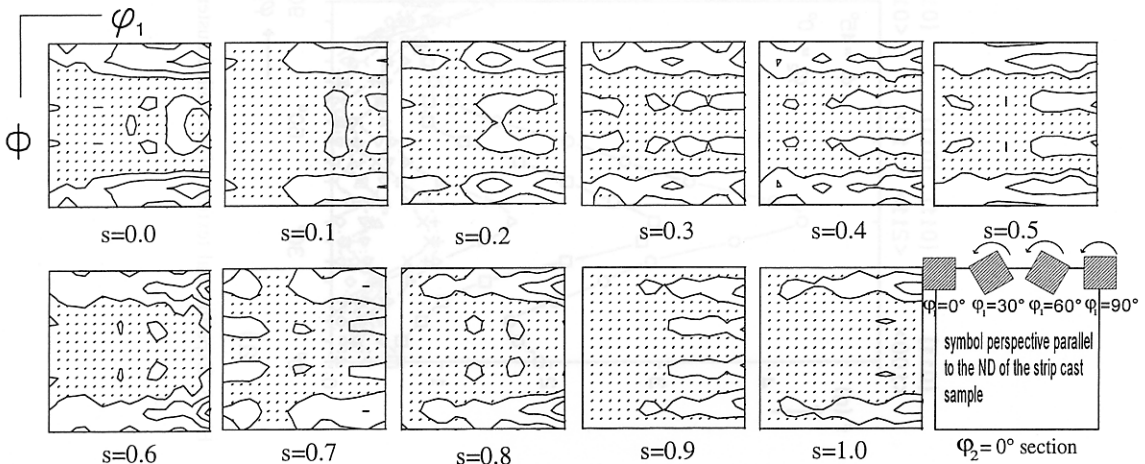 φ₁
Φ
s=0.0
s=0.1
s=0.2
s=0.3
s=0.4
s=0.5
s=0.6
s=0.7
s=0.8
s=0.9
s=1.0
φ₁=0° φ₁=30° φ₁=60° φ₁=90°
symbol perspective parallel
to the ND of the strip cast
sample
φ₂= 0° section